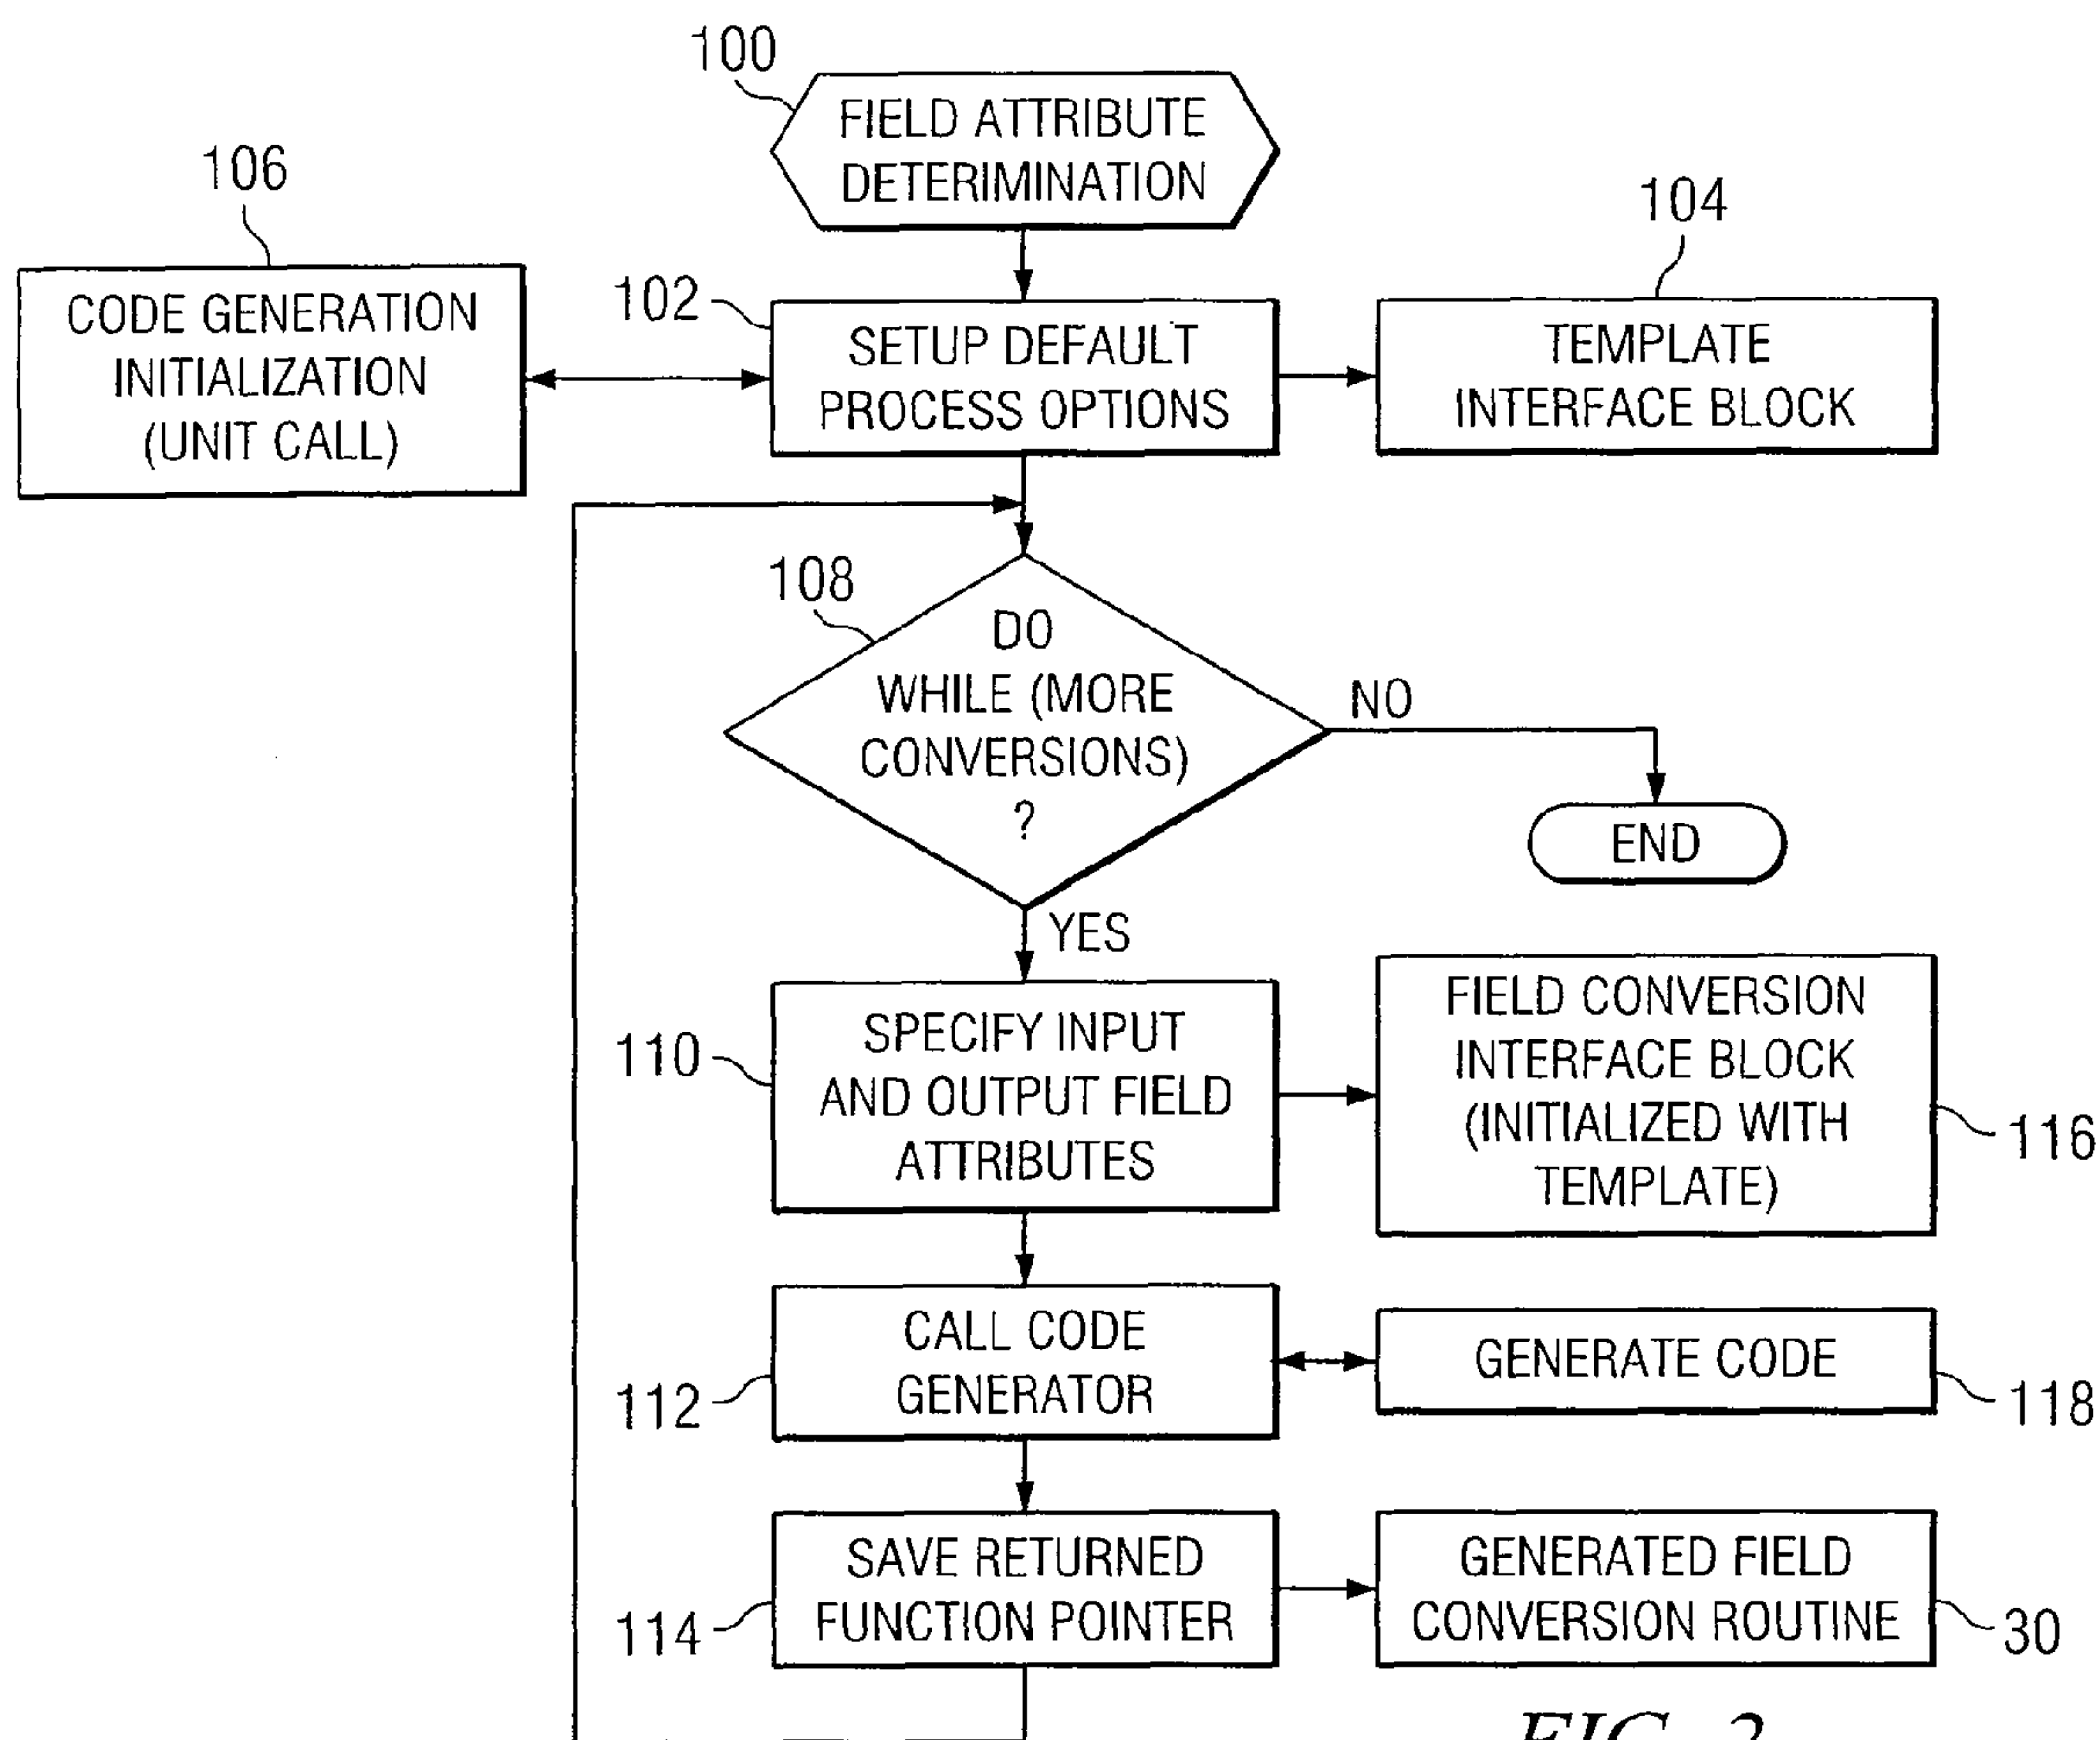 100
FIELD ATTRIBUTE
DETERIMINATION
106
CODE GENERATION
INITIALIZATION
(UNIT CALL)
102
SETUP DEFAULT
PROCESS OPTIONS
104
TEMPLATE
INTERFACE BLOCK
108
DO
WHILE (MORE
CONVERSIONS)
?
NO
END
YES
110
SPECIFY INPUT
AND OUTPUT FIELD
ATTRIBUTES
FIELD CONVERSION
INTERFACE BLOCK
(INITIALIZED WITH
TEMPLATE)
116
112
CALL CODE
GENERATOR
GENERATE CODE
118
114
SAVE RETURNED
FUNCTION POINTER
GENERATED FIELD
CONVERSION ROUTINE
30